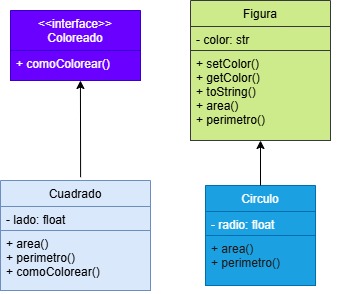 <<interface>>
Coloreado
+ comoColorear()
Figura
- color: str
+ setColor()
+ getColor()
+ toString()
+ area()
+ perimetro()
Cuadrado
- lado: float
+ area()
+ perimetro()
+ comoColorear()
Circulo
- radio: float
+ area()
+ perimetro()